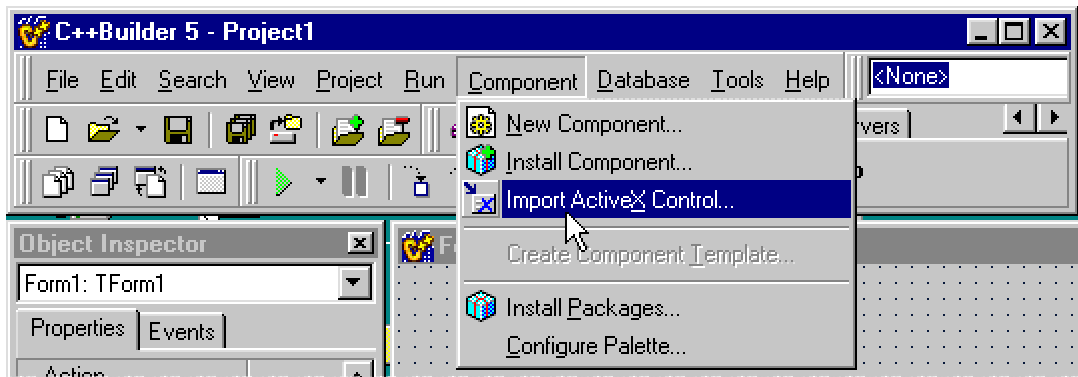 C++Builder 5 - Project1
File Edit Search View Project Run Component Database Tools Help <None>
New Component...
Install Component...
Import ActiveX Control...
Create Component Template...
Install Packages...
Configure Palette...
Object Inspector
Form1: TForm1
Properties Events
Action